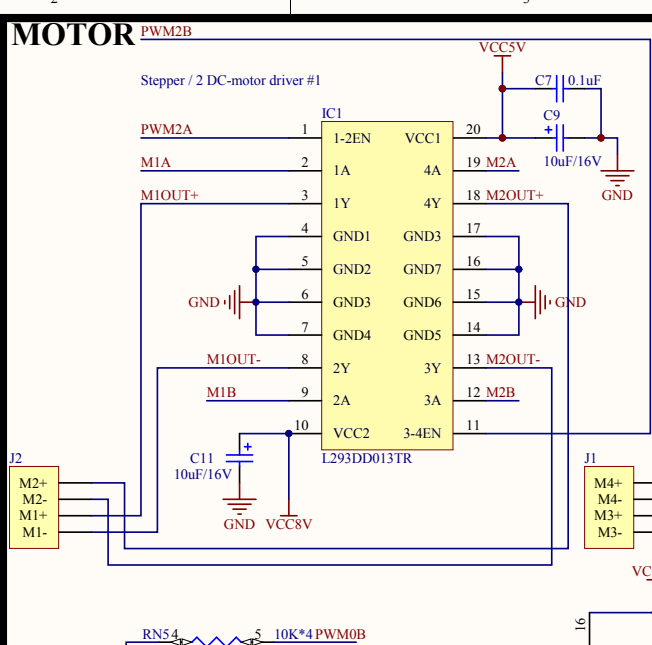 2
3
MOTOR
PWM2B
VCC5V
Stepper / 2 DC-motor driver #1
C7
0.1uF
IC1
C9
PWM2A
1
1-2EN
VCC1
20
+
10uF/16V
M1A
2
1A
4A
19
M2A
GND
M1OUT+
3
1Y
4Y
18
M2OUT+
4
GND1
GND3
17
5
GND2
GND7
16
GND
6
GND3
GND6
15
GND
7
GND4
GND5
14
M1OUT-
8
2Y
3Y
13
M2OUT-
M1B
9
2A
3A
12
M2B
10
VCC2
3-4EN
11
+
C11
10uF/16V
L293DD013TR
GND
VCC8V
J2
M2+
M2-
M1+
M1-
J1
M4+
M4-
M3+
M3-
VC
16
RN5
4
5
10K*4
PWM0B